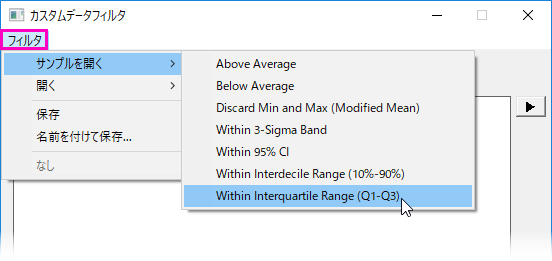 カスタムデータフィルタ
フィルタ
サンプルを開く
開く
保存
名前を付けて保存...
なし
Above Average
Below Average
Discard Min and Max (Modified Mean)
Within 3-Sigma Band
Within 95% CI
Within Interdecile Range (10%-90%)
Within Interquartile Range (Q1-Q3)